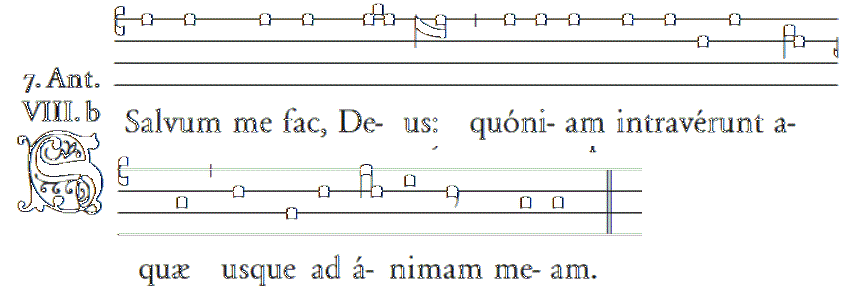 7. Ant.
VIII. b
Salvum me fac, De- us: quóni- am intravérunt a-
S
quæ usque ad á- nimam me- am.